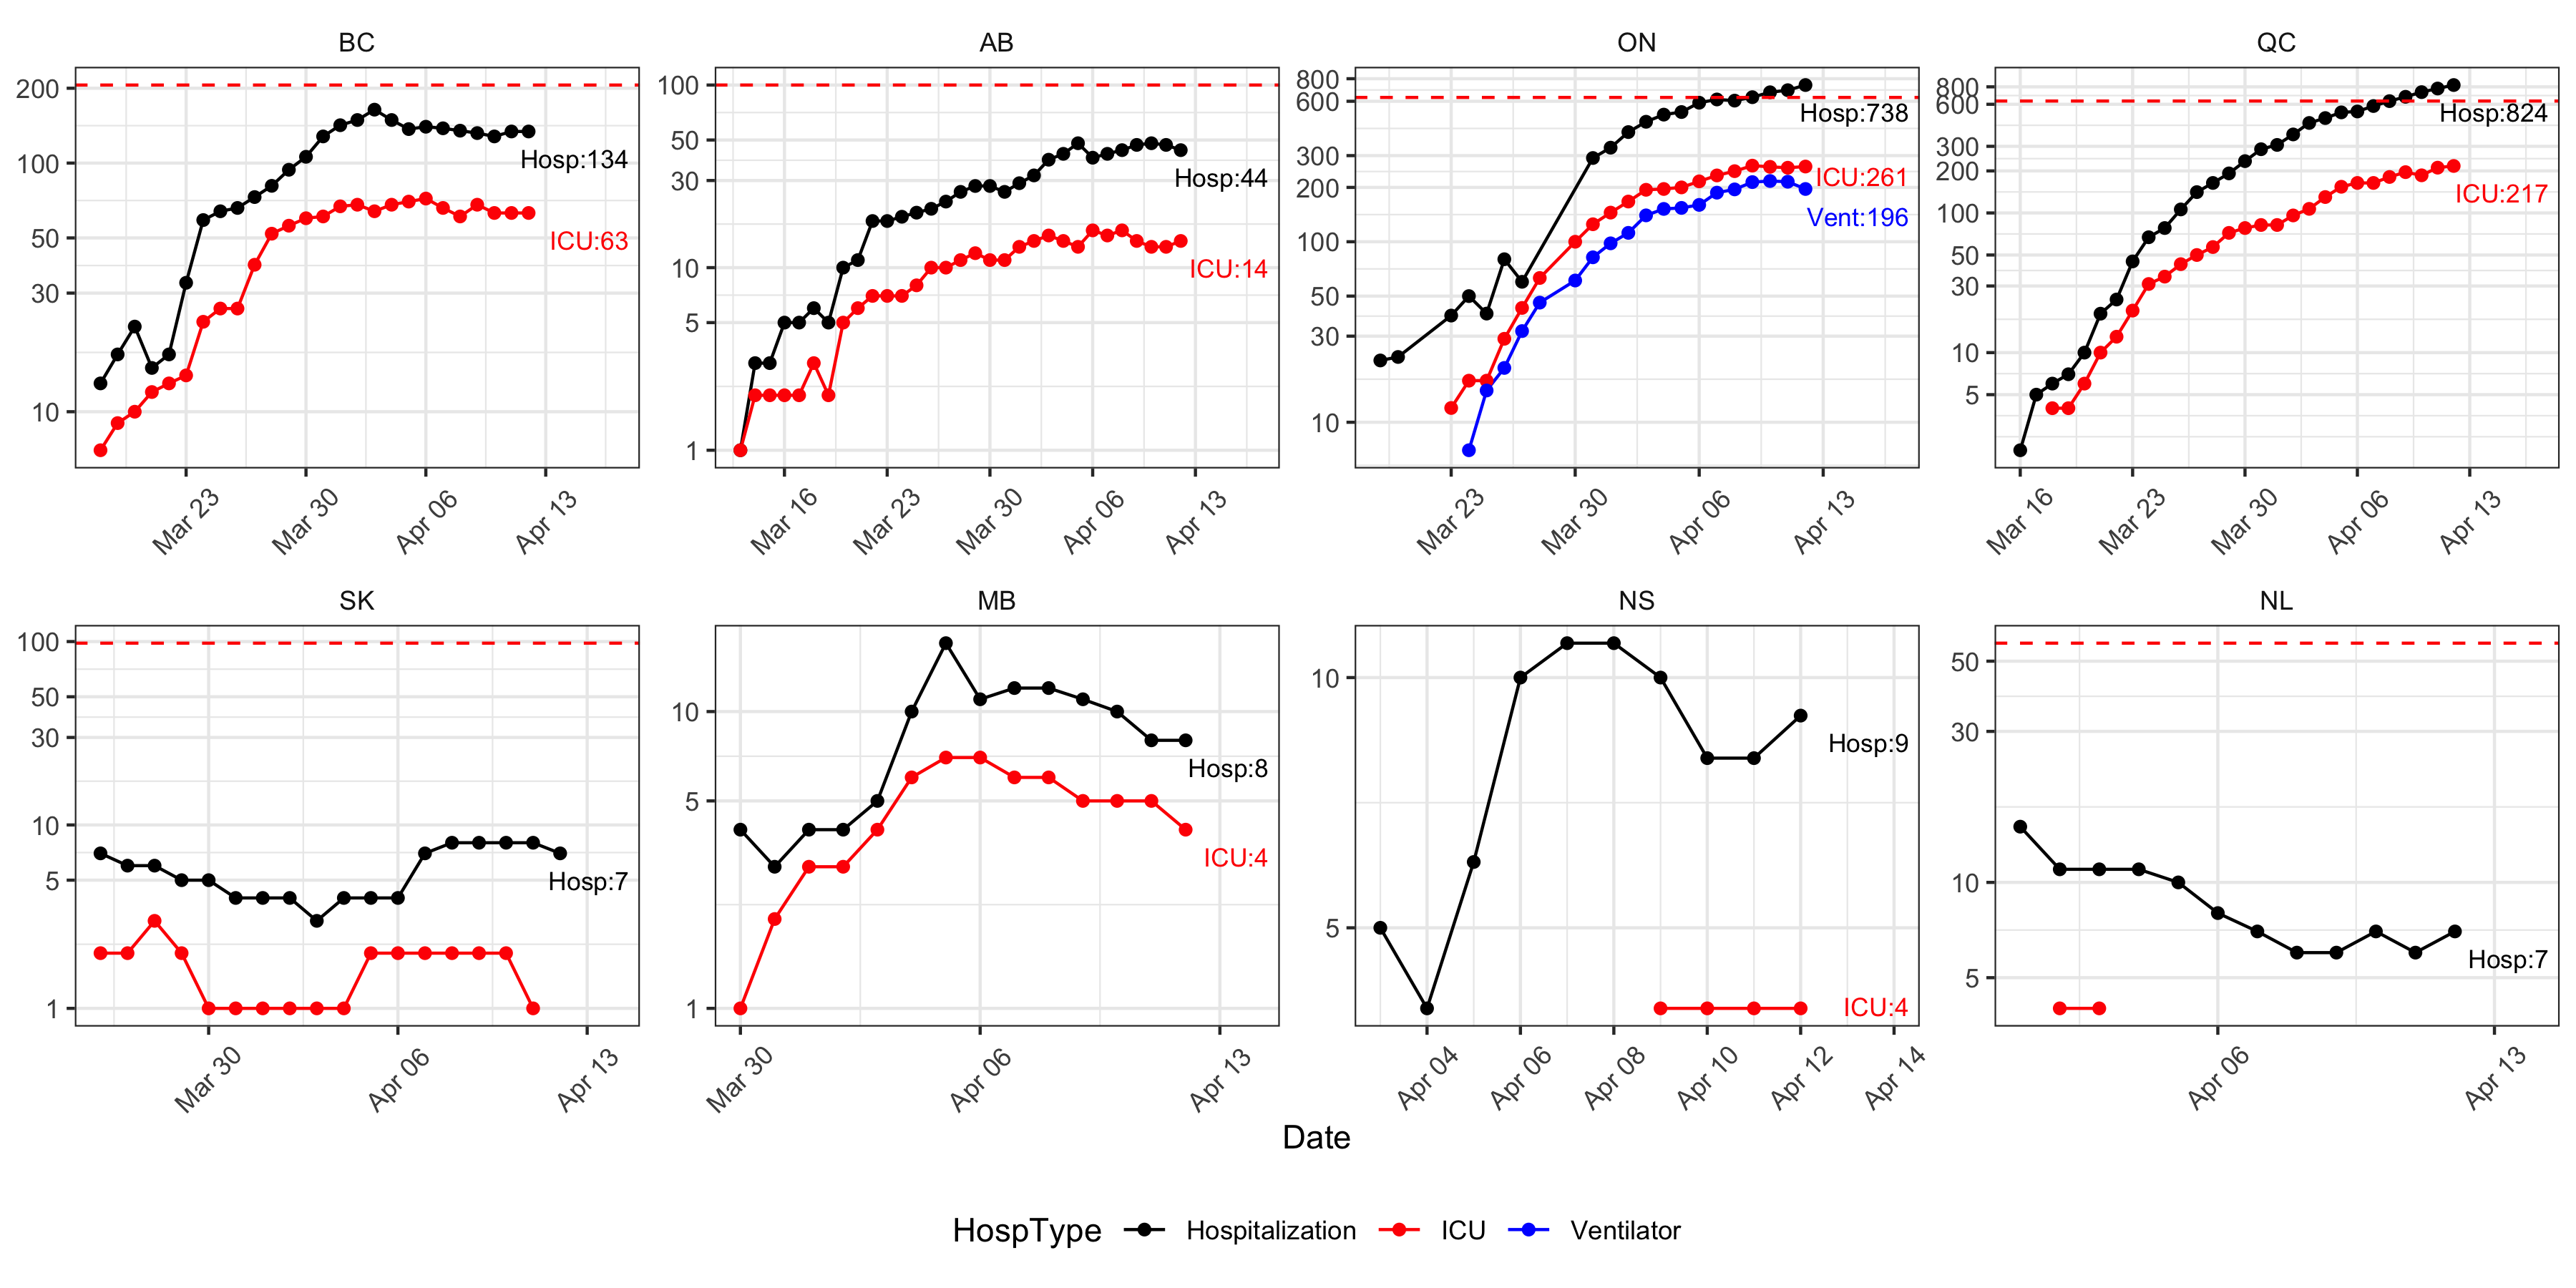 BC
AB
ON
QC
200
100
50
30
10
Hosp:134
ICU:63
Mar 23
Mar 30
Apr 06
Apr 13
100
50
30
10
5
1
Hosp:44
ICU:14
Mar 16
Mar 23
Mar 30
Apr 06
Apr 13
800
600
300
200
100
50
30
10
Hosp:738
ICU:261
Vent:196
Mar 23
Mar 30
Apr 06
Apr 13
800
600
300
200
100
50
30
10
5
Hosp:824
ICU:217
Mar 16
Mar 23
Mar 30
Apr 06
Apr 13
SK
MB
NS
NL
100
50
30
10
5
1
Hosp:7
Mar 30
Apr 06
Apr 13
10
5
1
Hosp:8
ICU:4
Mar 30
Apr 06
Apr 13
10
5
Hosp:9
ICU:4
Apr 04
Apr 06
Apr 08
Apr 10
Apr 12
Apr 14
50
30
10
5
Hosp:7
Apr 06
Apr 13
Date
HospType Hospitalization ICU Ventilator